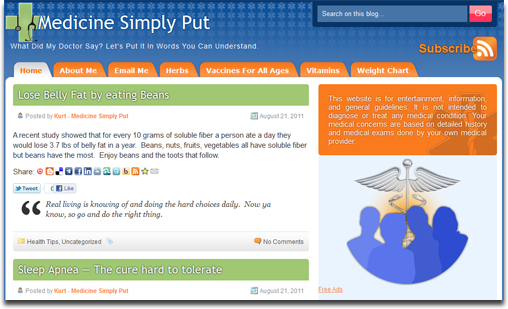 Medicine Simply Put
Search on this blog...
Go
What Did My Doctor Say? Let's Put It In Words You Can Understand.
Subscribe
Home
About Me
Email Me
Herbs
Vaccines For All Ages
Vitamins
Weight Chart
Lose Belly Fat by eating Beans
Posted by Kurt - Medicine Simply Put
August 21, 2011
A recent study showed that for every 10 grams of soluble fiber a person ate a day they
would lose 3.7 lbs of belly fat in a year. Beans, nuts, fruits, vegetables all have soluble fiber
but beans have the most. Enjoy beans and the toots that follow.
Share:
Tweet
0
Like
Real living is knowing of and doing the hard choices daily. Now ya
know, so go and do the right thing.
Health Tips, Uncategorized
No Comments
Sleep Apnea – The cure hard to tolerate
Posted by Kurt - Medicine Simply Put
August 21, 2011
This website is for entertainment, information,
and general guidelines. It is not intended to
diagnose or treat any medical condition. Your
medical concerns are based on detailed history
and medical exams done by your own medical
provider.
Free Ads